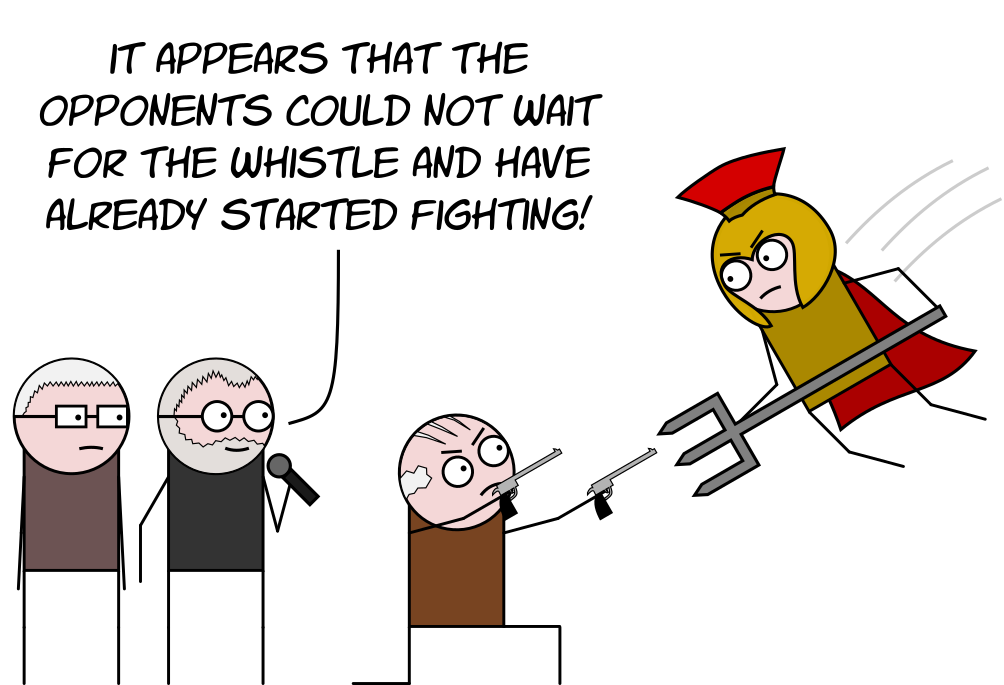 IT APPEARS THAT THE
OPPONENTS COULD NOT WAIT
FOR THE WHISTLE AND HAVE
ALREADY STARTED FIGHTING!